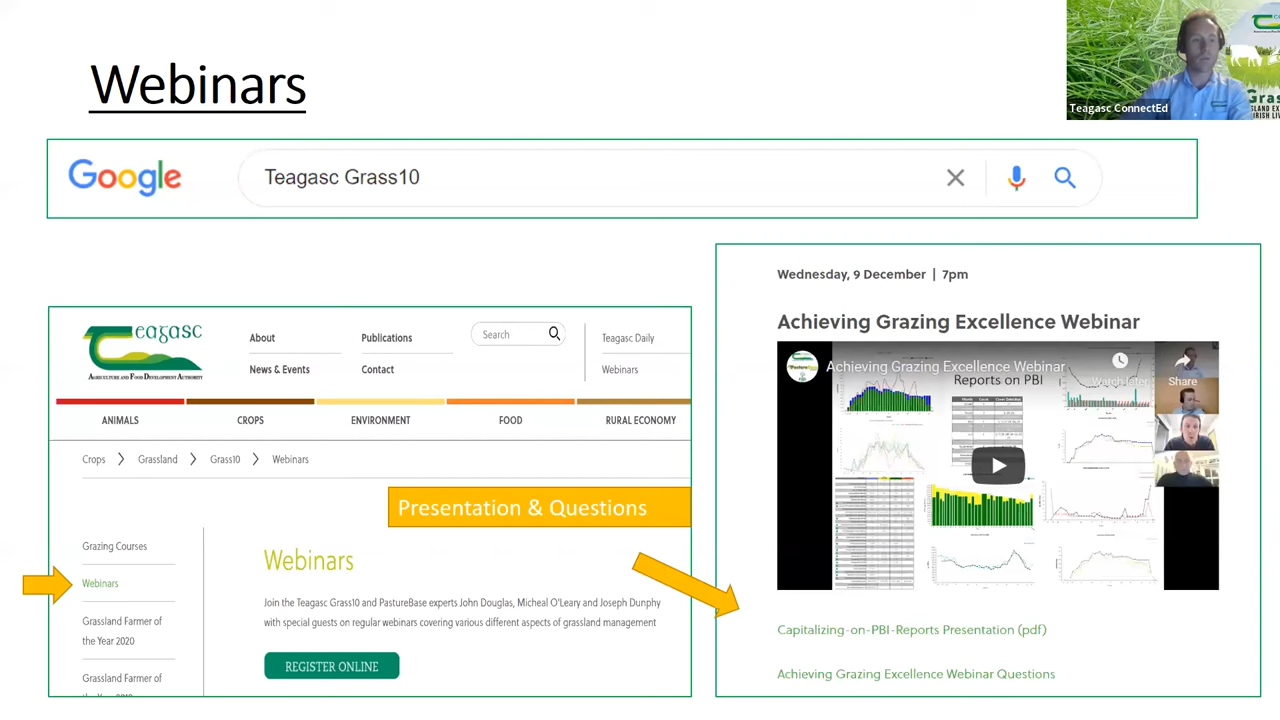 Webinars
Teagasc ConnectEd
Google
Teagasc Grass10
eagasc
AGRICULTURE AND FOOD DEVELOPMENT AUTHORITY
About
Publications
Search
Teagasc Daily
News & Events
Contact
Webinars
ANIMALS
CROPS
ENVIRONMENT
FOOD
RURAL ECONOMY
Crops
Grassland
Grass10
Webinars
Presentation & Questions
Grazing Courses
Webinars
Grassland Farmer of
the Year 2020
Grassland Farmer of
Webinars
Join the Teagasc Grass10 and PastureBase experts John Douglas, Micheal O'Leary and Joseph Dunphy
with special guests on regular webinars covering various different aspects of grassland management
REGISTER ONLINE
Wednesday, 9 December | 7pm
Achieving Grazing Excellence Webinar
Achieving Grazing Excellence Webinar
Watch later
Share
Reports on PBI
Capitalizing-on-PBI-Reports Presentation (pdf)
Achieving Grazing Excellence Webinar Questions